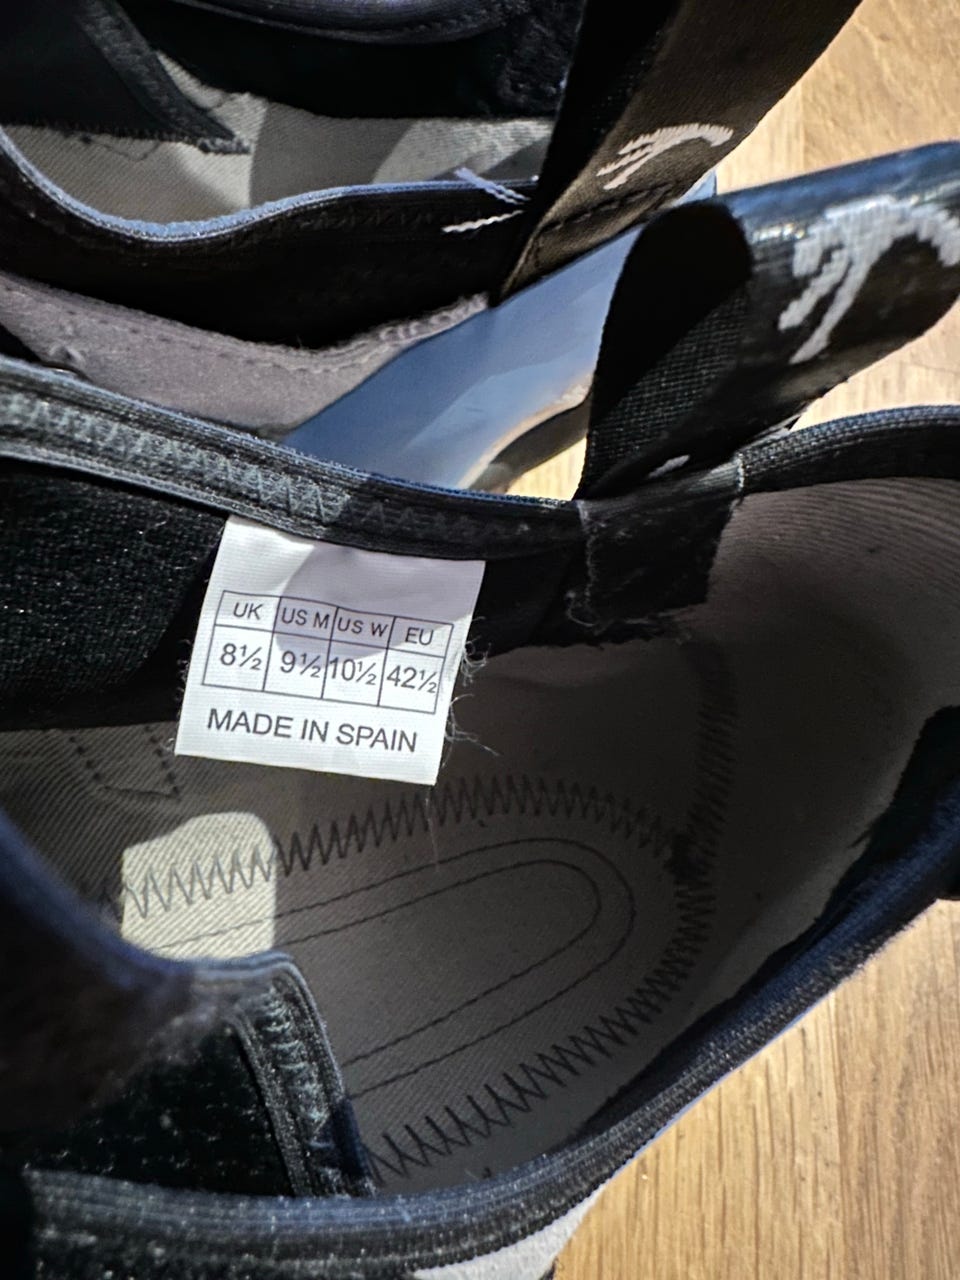 UK US M US W EU
8½ 9½ 10½ 42½
MADE IN SPAIN